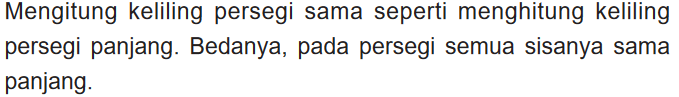 Mengitung keliling persegi sama seperti menghitung keliling
persegi panjang. Bedanya, pada persegi semua sisanya sama
panjang.